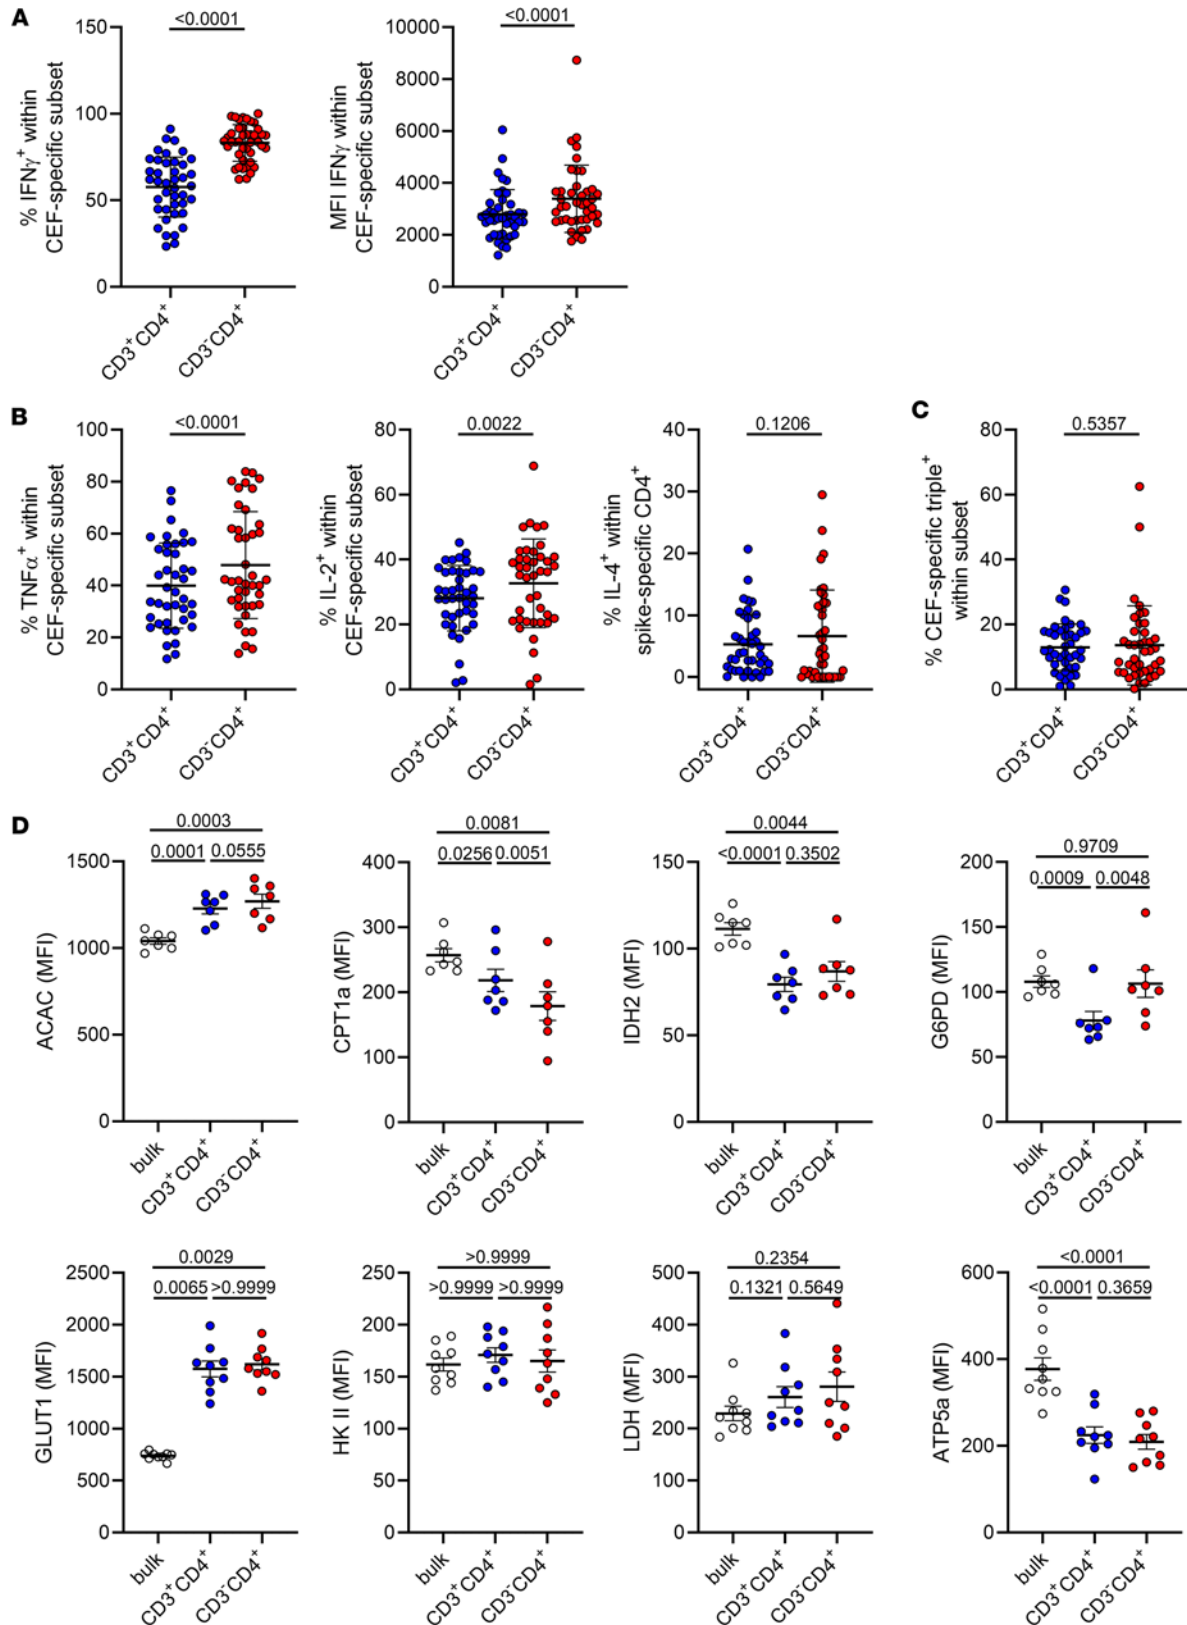 A
<0.0001
<0.0001
% IFNγ⁺ within
CEF-specific subset
150
100
50
0
CD3⁺CD4⁺
CD3⁻CD4⁺
MFI IFNγ within
CEF-specific subset
10000
8000
6000
4000
2000
0
CD3⁺CD4⁺
CD3⁻CD4⁺
B
<0.0001
% TNFα⁺ within
CEF-specific subset
100
80
60
40
20
0
CD3⁺CD4⁺
CD3⁻CD4⁺
0.0022
% IL-2⁺ within
CEF-specific subset
80
60
40
20
0
CD3⁺CD4⁺
CD3⁻CD4⁺
0.1206
% IL-4⁺ within
spike-specific CD4⁺
40
30
20
10
0
CD3⁺CD4⁺
CD3⁻CD4⁺
C
0.5357
% CEF-specific triple⁺
within subset
80
60
40
20
0
CD3⁺CD4⁺
CD3⁻CD4⁺
D
0.0003
0.0001 0.0555
ACAC (MFI)
1500
1000
500
0
bulk
CD3⁺CD4⁺
CD3⁻CD4⁺
0.0081
0.0256 0.0051
CPT1a (MFI)
400
300
200
100
0
bulk
CD3⁺CD4⁺
CD3⁻CD4⁺
0.0044
<0.0001 0.3502
IDH2 (MFI)
150
100
50
0
bulk
CD3⁺CD4⁺
CD3⁻CD4⁺
0.9709
0.0009 0.0048
G6PD (MFI)
200
150
100
50
0
bulk
CD3⁺CD4⁺
CD3⁻CD4⁺
0.0029
0.0065 >0.9999
GLUT1 (MFI)
2500
2000
1500
1000
500
0
bulk
CD3⁺CD4⁺
CD3⁻CD4⁺
>0.9999
>0.9999 >0.9999
HK II (MFI)
250
200
150
100
50
0
bulk
CD3⁺CD4⁺
CD3⁻CD4⁺
0.2354
0.1321 0.5649
LDH (MFI)
500
400
300
200
100
0
bulk
CD3⁺CD4⁺
CD3⁻CD4⁺
<0.0001
<0.0001 0.3659
ATP5a (MFI)
600
400
200
0
bulk
CD3⁺CD4⁺
CD3⁻CD4⁺